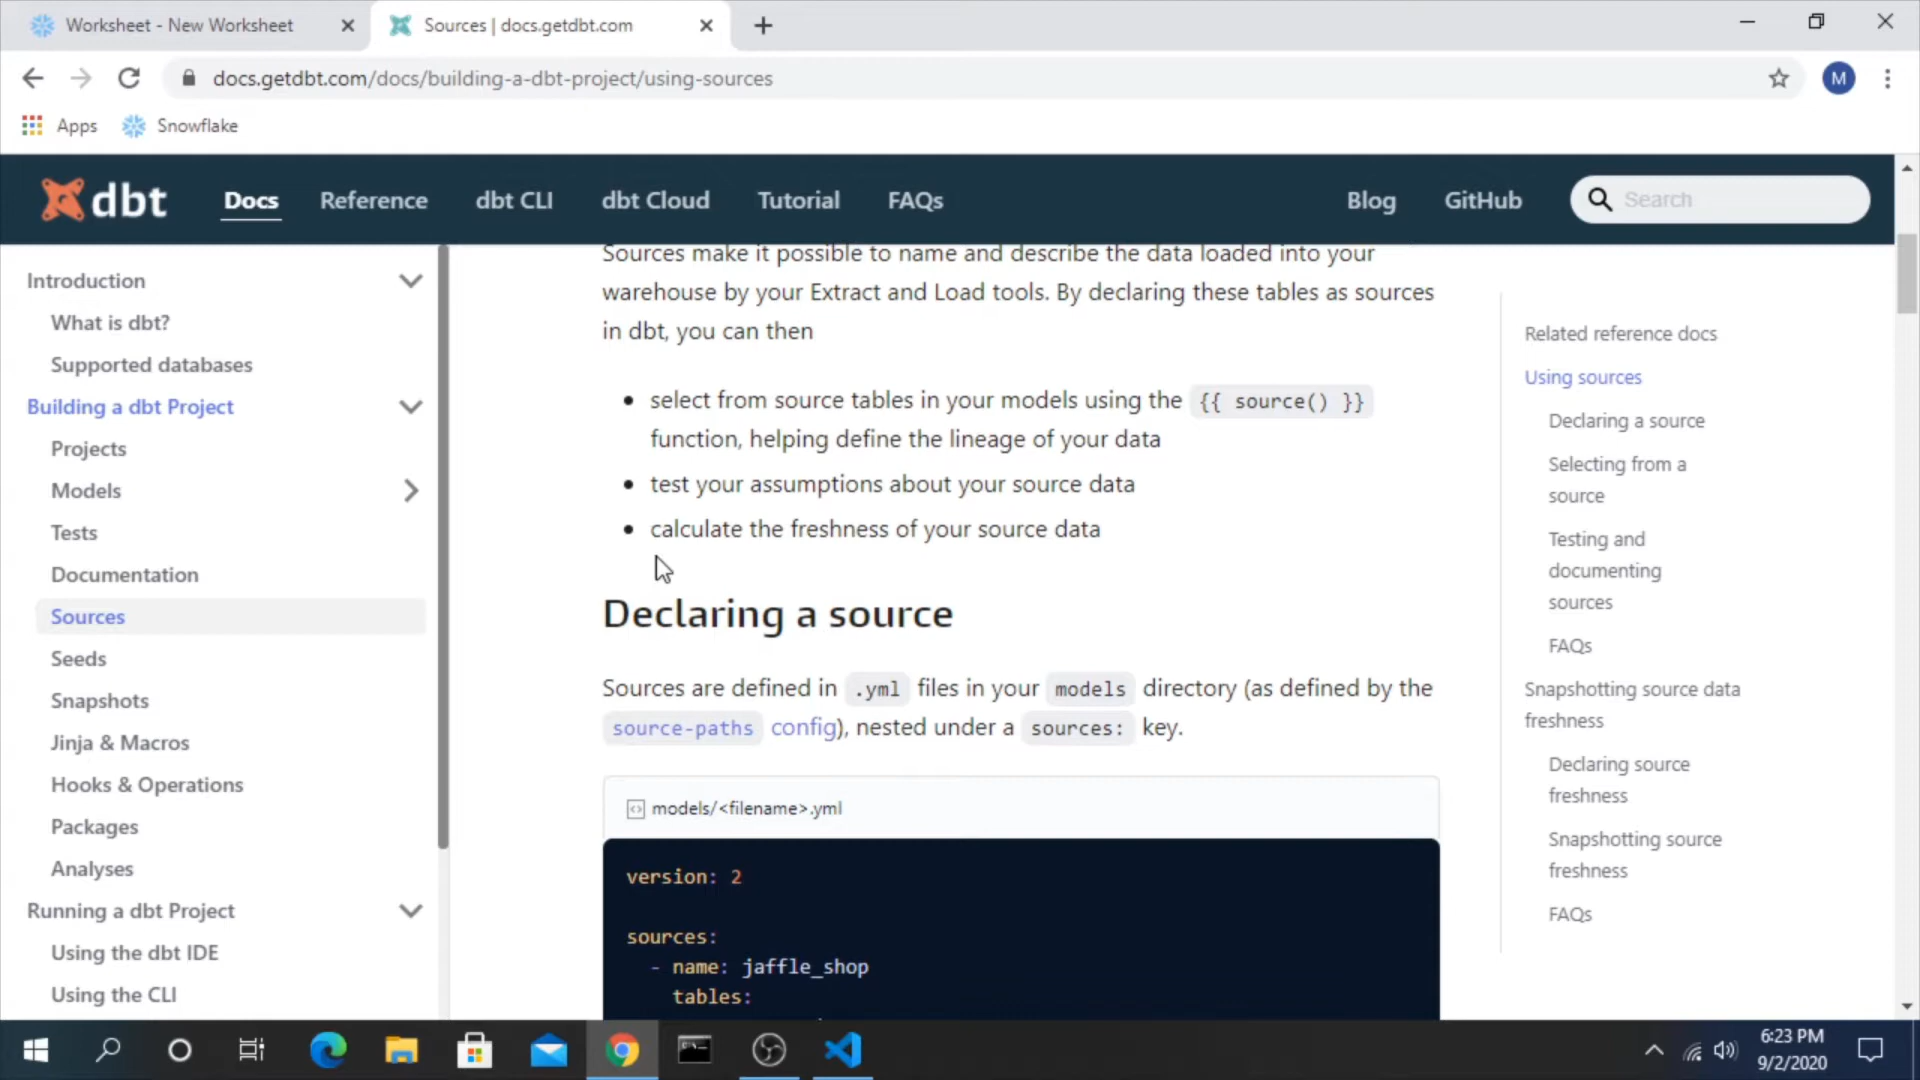 Worksheet - New Worksheet
Sources | docs.getdbt.com
docs.getdbt.com/docs/building-a-dbt-project/using-sources
M
Apps
Snowflake
dbt
Docs
Reference
dbt CLI
dbt Cloud
Tutorial
FAQs
Blog
GitHub
Search
Introduction
What is dbt?
Supported databases
Building a dbt Project
Projects
Models
Tests
Documentation
Sources
Seeds
Snapshots
Jinja & Macros
Hooks & Operations
Packages
Analyses
Running a dbt Project
Using the dbt IDE
Using the CLI
Sources make it possible to name and describe the data loaded into your
warehouse by your Extract and Load tools. By declaring these tables as sources
in dbt, you can then
select from source tables in your models using the {{ source() }}
function, helping define the lineage of your data
test your assumptions about your source data
calculate the freshness of your source data
Declaring a source
Sources are defined in .yml files in your models directory (as defined by the
source-paths config), nested under a sources: key.
models/<filename>.yml
version: 2
sources:
- name: jaffle_shop
tables:
Related reference docs
Using sources
Declaring a source
Selecting from a
source
Testing and
documenting
sources
FAQs
Snapshotting source data
freshness
Declaring source
freshness
Snapshotting source
freshness
FAQs
6:23 PM
9/2/2020